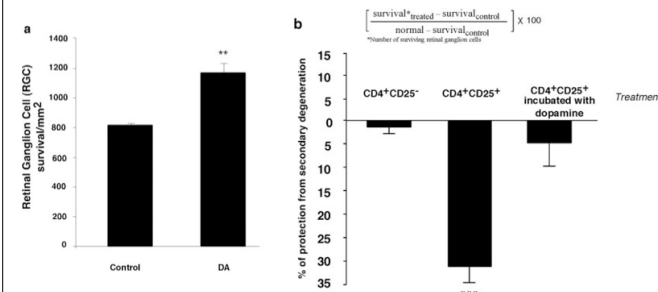 a
Retinal Ganglion Cell (RGC)
survival/mm²
1400
1200
1000
800
600
400
200
0
**
Control
DA
b
survival*treated – survivalcontrol
normal – survivalcontrol
X 100
*Number of surviving retinal ganglion cells
% of protection from secondary degeneration
15
10
5
0
5
10
15
20
25
30
35
CD4+CD25-
CD4+CD25+
CD4+CD25+
incubated with
dopamine
Treatmen